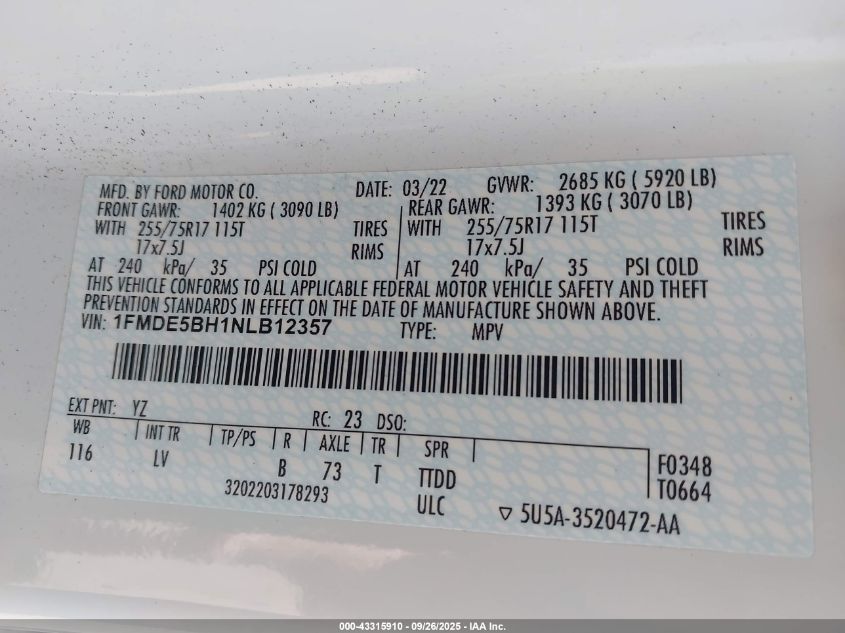 MFD. BY FORD MOTOR CO. DATE: 03/22 GVWR: 2685 KG ( 5920 LB)
FRONT GAWR: 1402 KG ( 3090 LB) REAR GAWR: 1393 KG ( 3070 LB)
WITH 255/75R17 115T TIRES WITH 255/75R17 115T TIRES
17x7.5J RIMS 17x7.5J RIMS
AT 240 kPa/ 35 PSI COLD AT 240 kPa/ 35 PSI COLD
THIS VEHICLE CONFORMS TO ALL APPLICABLE FEDERAL MOTOR VEHICLE SAFETY AND THEFT
PREVENTION STANDARDS IN EFFECT ON THE DATE OF MANUFACTURE SHOWN ABOVE.
VIN: 1FMDE5BH1NLB12357 TYPE: MPV
EXT PNT: YZ RC: 23 DSO:
WB INT TR TP/PS R AXLE TR SPR
116 LV B 73 T TTDD F0348
3202203178293 ULC T0664
▽ 5U5A-3520472-AA
000-43315910 - 09/26/2025 - IAA Inc.